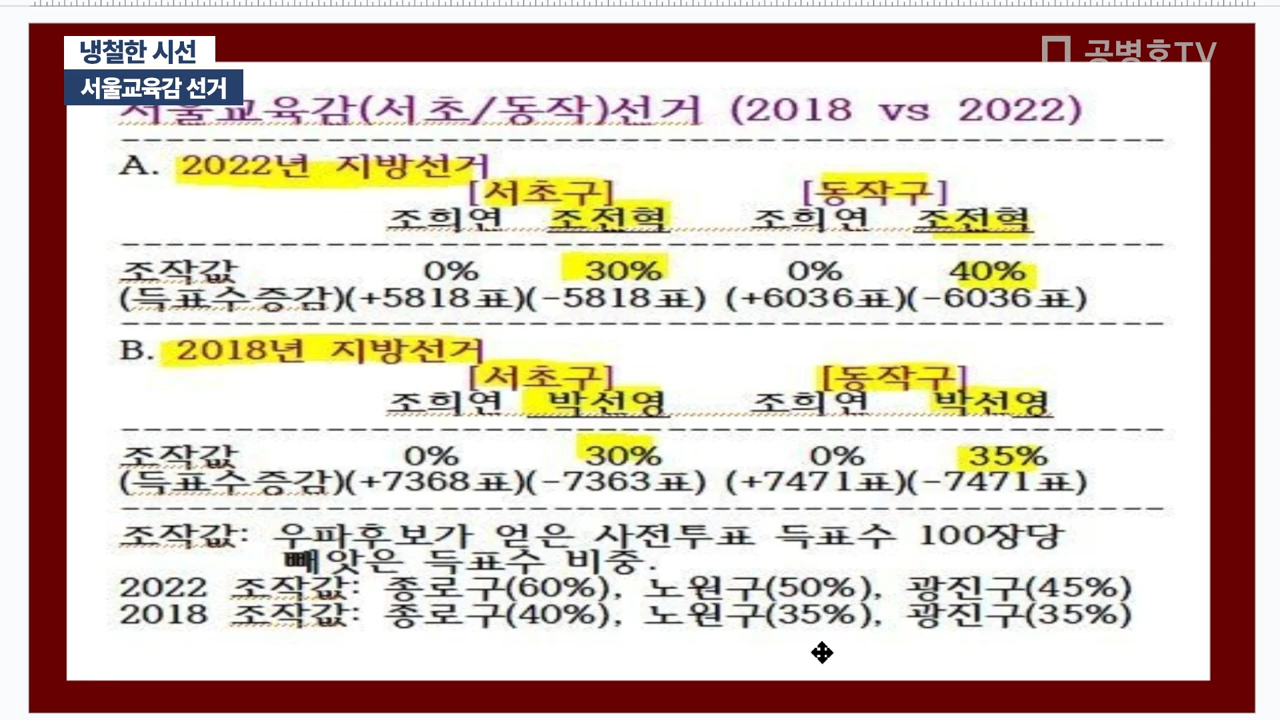 냉철한 시선
공병호TV
서울교육감 선거
서울교육감(서초/동작)선거 (2018 vs 2022)
A. 2022년 지방선거
[서초구] [동작구]
조희연 조전혁 조희연 조전혁
조작값 0% 30% 0% 40%
(득표수증감)(+5818표)(-5818표) (+6036표)(-6036표)
B. 2018년 지방선거
[서초구] [동작구]
조희연 박선영 조희연 박선영
조작값 0% 30% 0% 35%
(득표수증감)(+7368표)(-7363표) (+7471표)(-7471표)
조작값: 우파후보가 얻은 사전투표 득표수 100장당
빼앗은 득표수 비중.
2022 조작값: 종로구(60%), 노원구(50%), 광진구(45%)
2018 조작값: 종로구(40%), 노원구(35%), 광진구(35%)